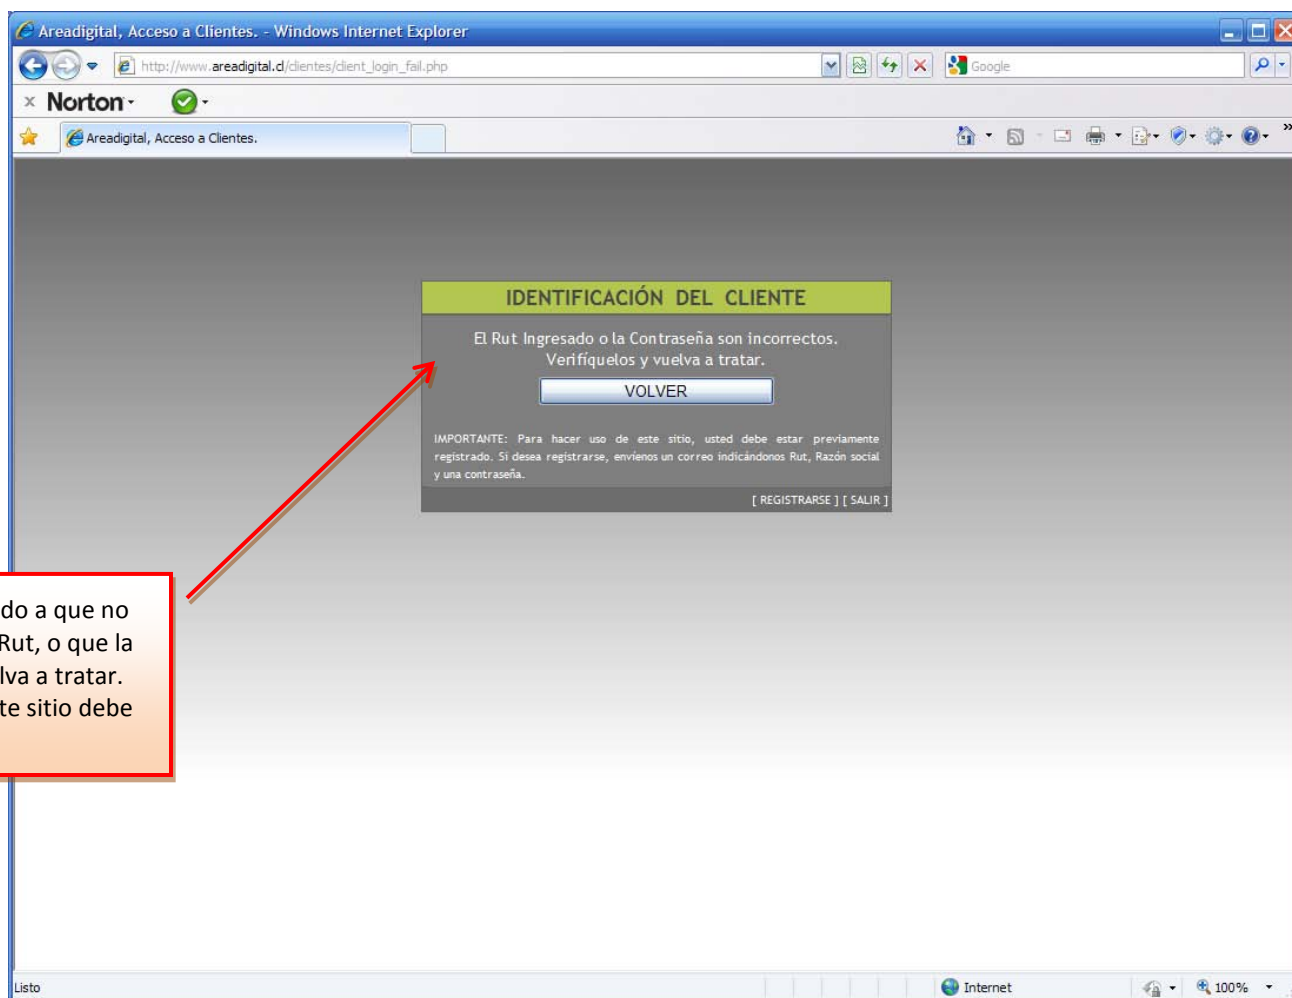 Areadigital, Acceso a Clientes. - Windows Internet Explorer
http://www.areadigital.cl/clientes/client_login_fail.php
Google
Norton
Areadigital, Acceso a Clientes.
IDENTIFICACIÓN DEL CLIENTE
El Rut Ingresado o la Contraseña son incorrectos.
Verifíquelos y vuelva a tratar.
VOLVER
IMPORTANTE: Para hacer uso de este sitio, usted debe estar previamente
registrado. Si desea registrarse, envíenos un correo indicándonos Rut, Razón social
y una contraseña.
[ REGISTRARSE ] [ SALIR ]
do a que no
Rut, o que la
lva a tratar.
te sitio debe
Listo
Internet
100%